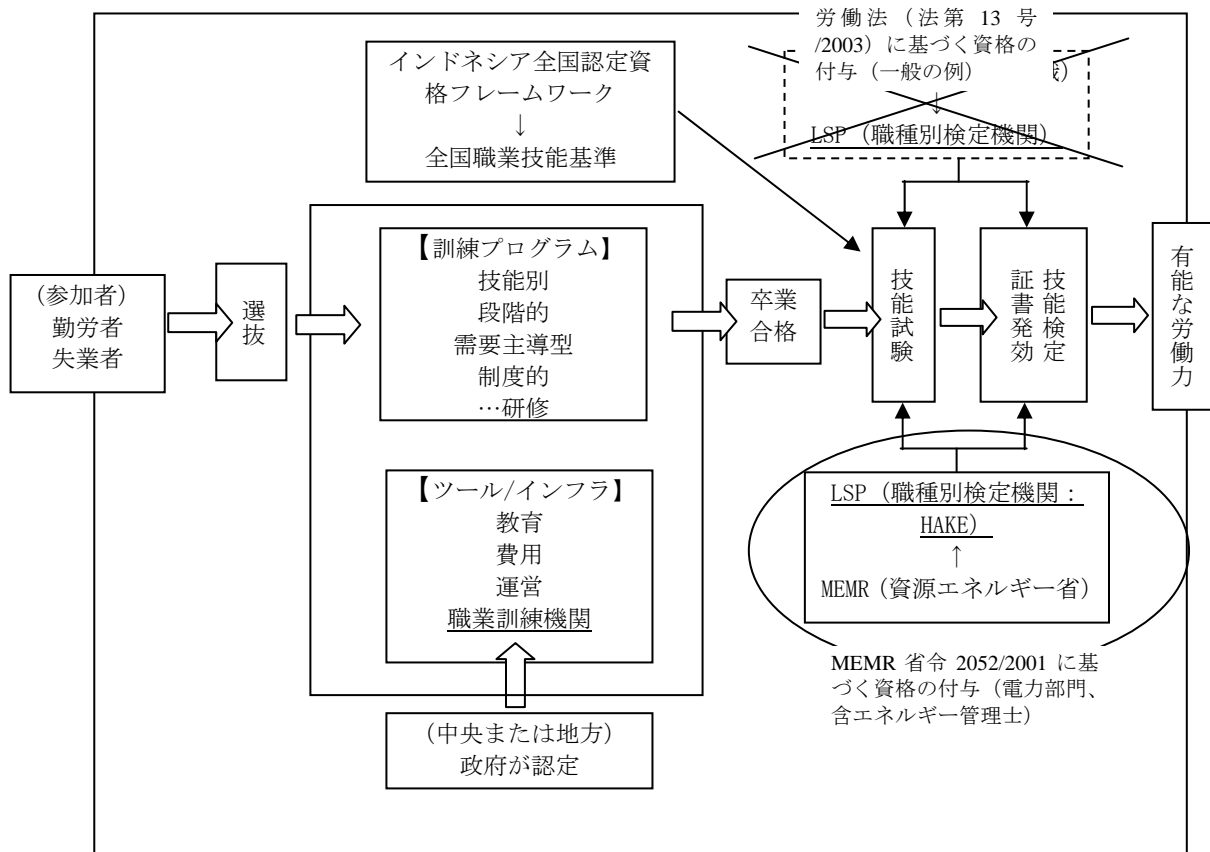 労働法（法第 13 号
/2003）に基づく資格の
付与（一般の例）
↓
LSP（職種別検定機関）
インドネシア全国認定資
格フレームワーク
↓
全国職業技能基準
（参加者）
勤労者
失業者
選抜
【訓練プログラム】
技能別
段階的
需要主導型
制度的
…研修
【ツール/インフラ】
教育
費用
運営
職業訓練機関
（中央または地方）
政府が認定
卒業
合格
技能試験
技能検定
証書発効
有能な労働力
LSP（職種別検定機関：
HAKE）
↑
MEMR（資源エネルギー省）
MEMR 省令 2052/2001 に基
づく資格の付与（電力部門、
含エネルギー管理士）